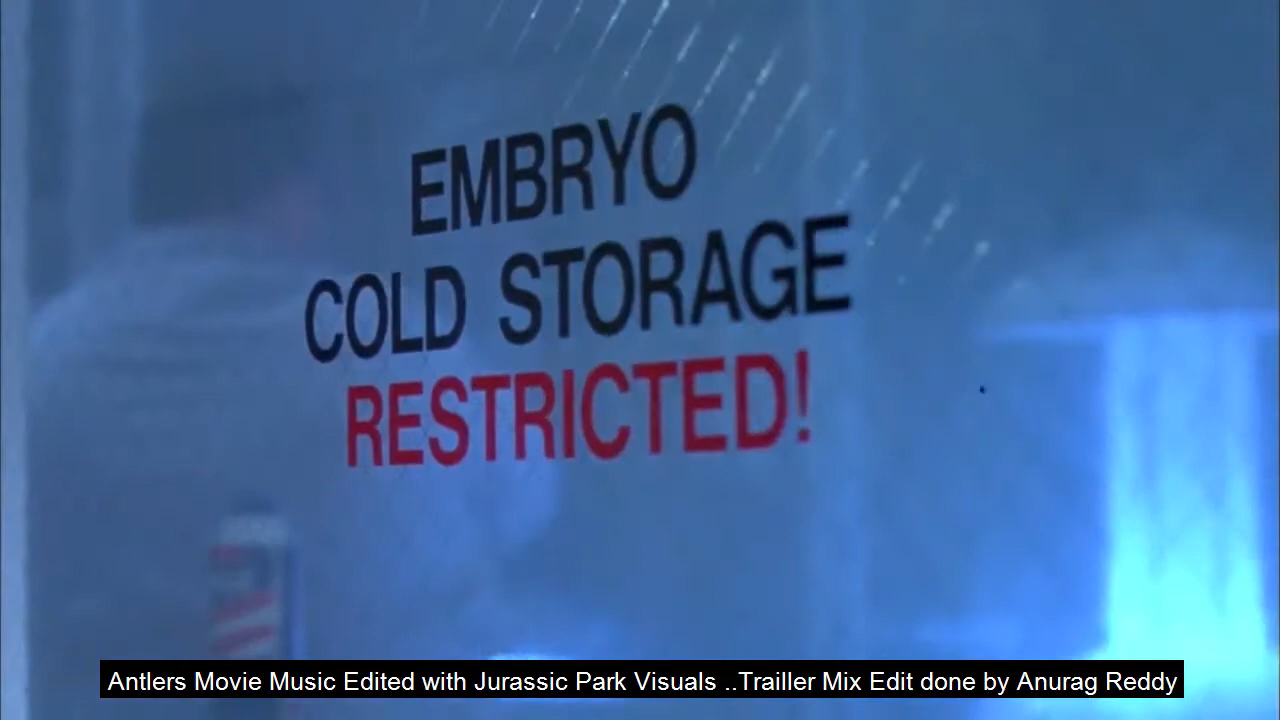 EMBRYO
COLD STORAGE
RESTRICTED!
Antlers Movie Music Edited with Jurassic Park Visuals ..Trailler Mix Edit done by Anurag Reddy